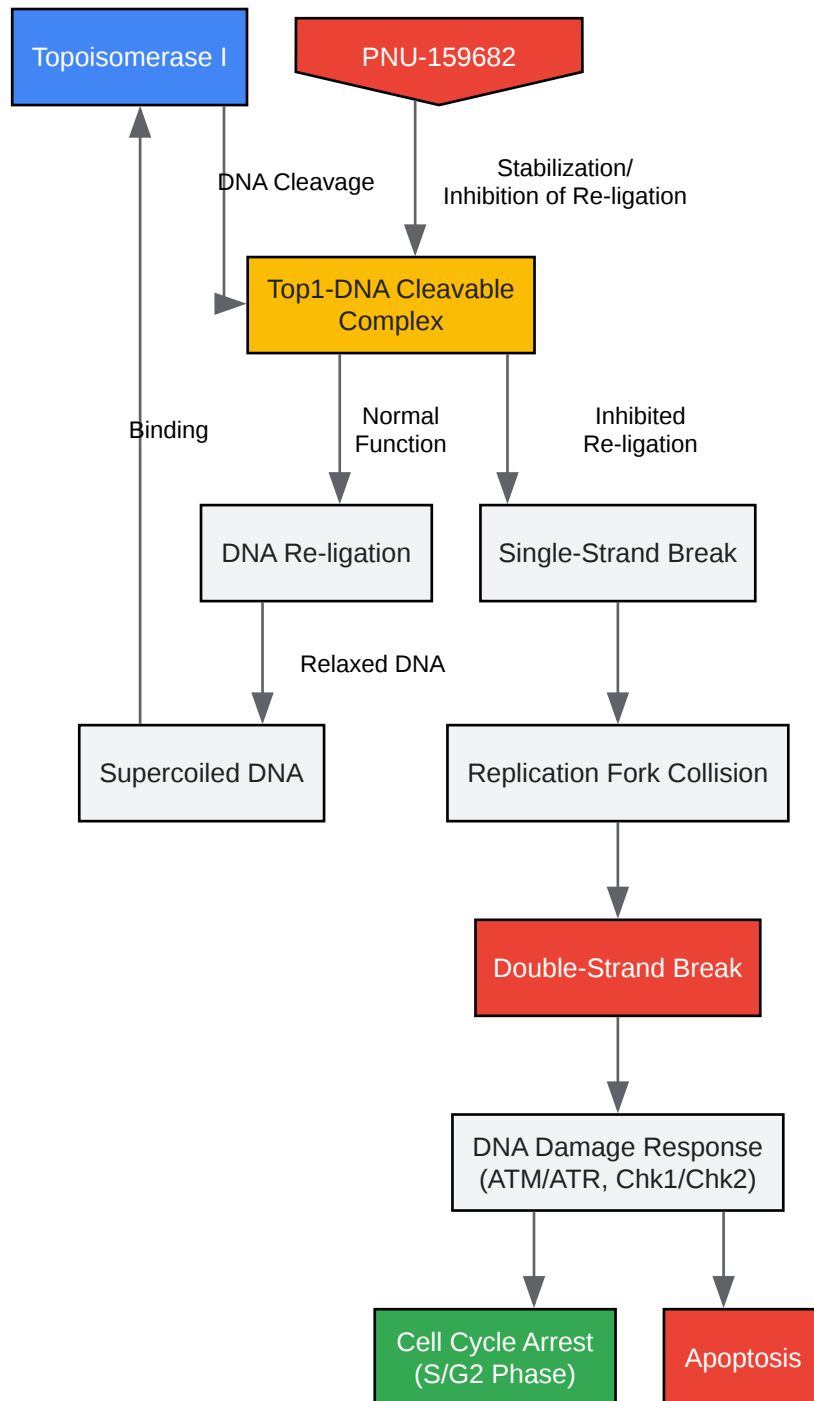 Topoisomerase I
PNU-159682
DNA Cleavage
Stabilization/
Inhibition of Re-ligation
Top1-DNA Cleavable
Complex
Binding
Normal
Function
Inhibited
Re-ligation
DNA Re-ligation
Single-Strand Break
Relaxed DNA
Supercoiled DNA
Replication Fork Collision
Double-Strand Break
DNA Damage Response
(ATM/ATR, Chk1/Chk2)
Cell Cycle Arrest
(S/G2 Phase)
Apoptosis